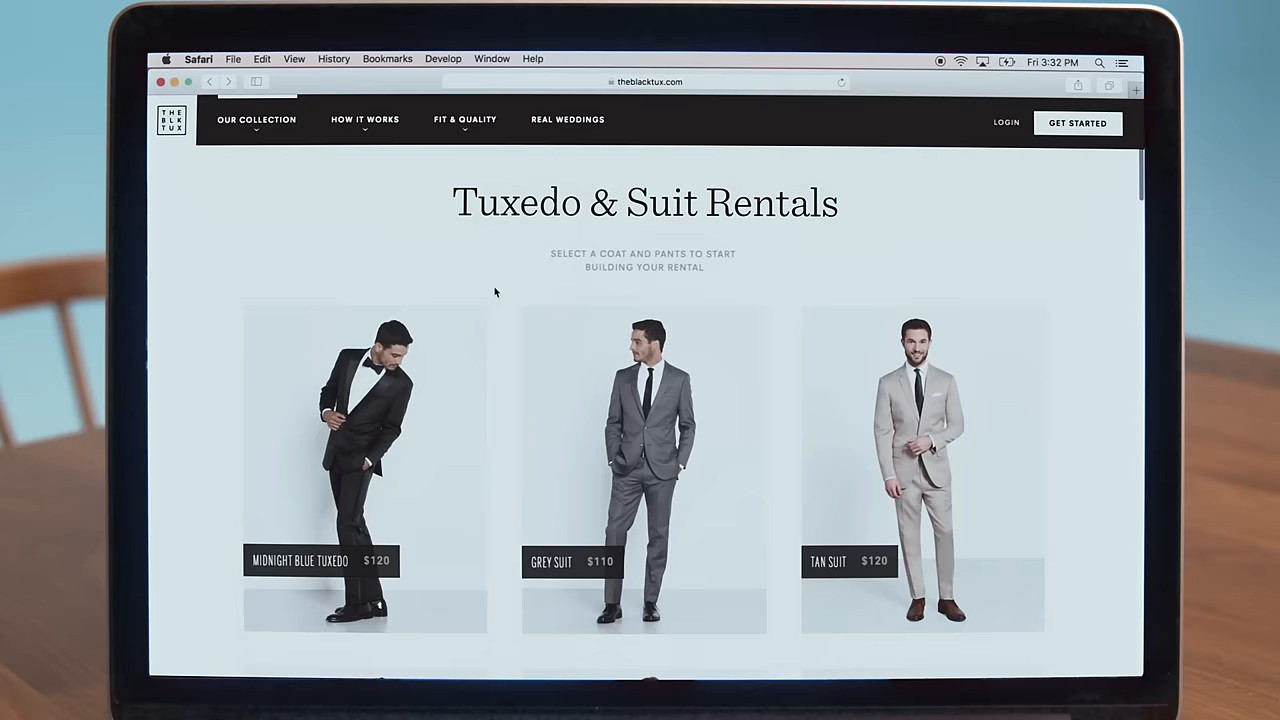 Safari File Edit View History Bookmarks Develop Window Help Fri 3:32 PM
theblacktux.com
THE
BLK
TUX
OUR COLLECTION HOW IT WORKS FIT & QUALITY REAL WEDDINGS LOGIN GET STARTED
Tuxedo & Suit Rentals
SELECT A COAT AND PANTS TO START
BUILDING YOUR RENTAL
MIDNIGHT BLUE TUXEDO $120
GREY SUIT $110
TAN SUIT $120